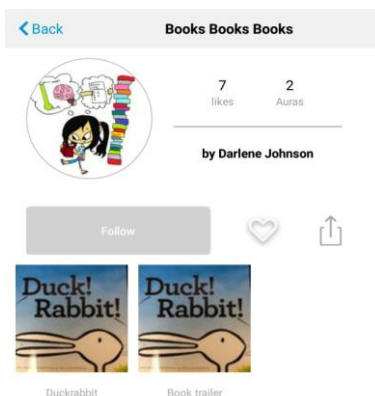 Back
Books Books Books
7
2
likes
Auras
by Darlene Johnson
Follow
Duck!
Rabbit!
Duck!
Rabbit!
Duckrabbit
Book trailer